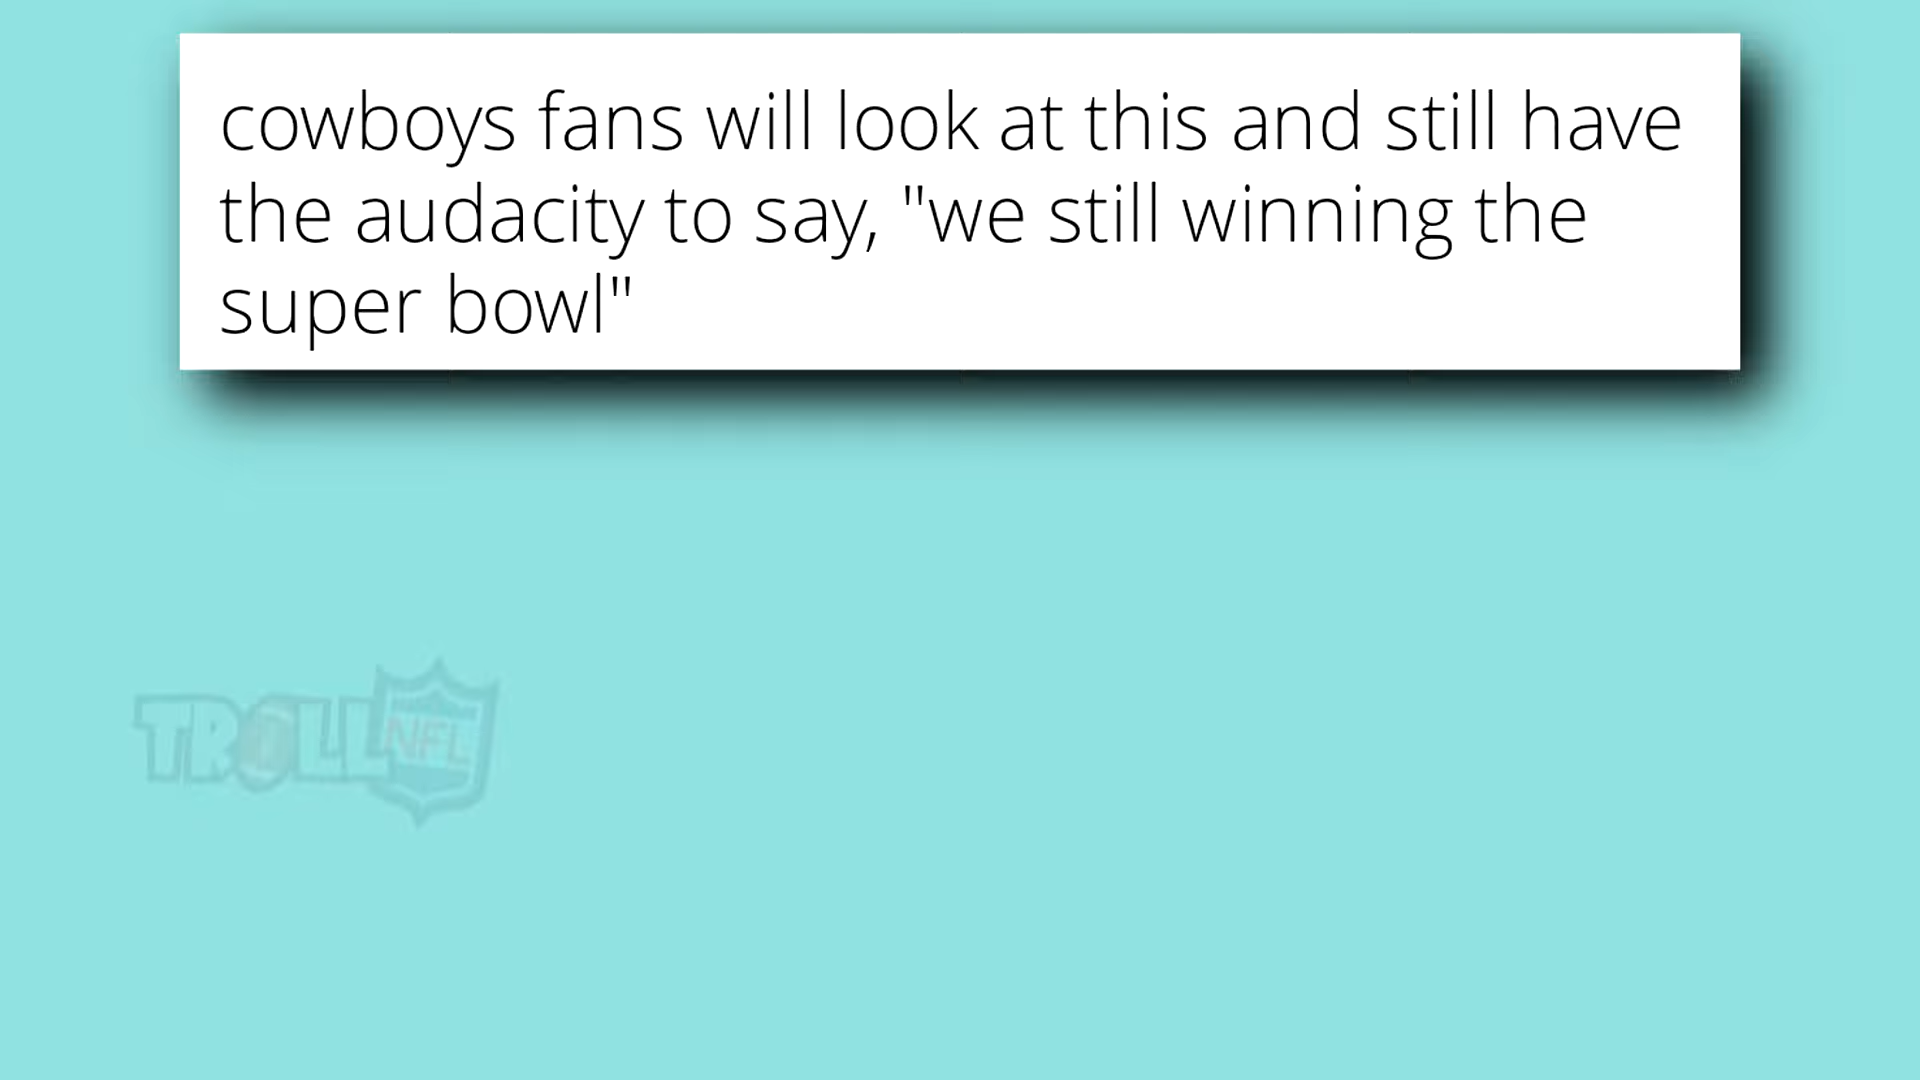 cowboys fans will look at this and still have
the audacity to say, "we still winning the
super bowl"
TROLL NFL